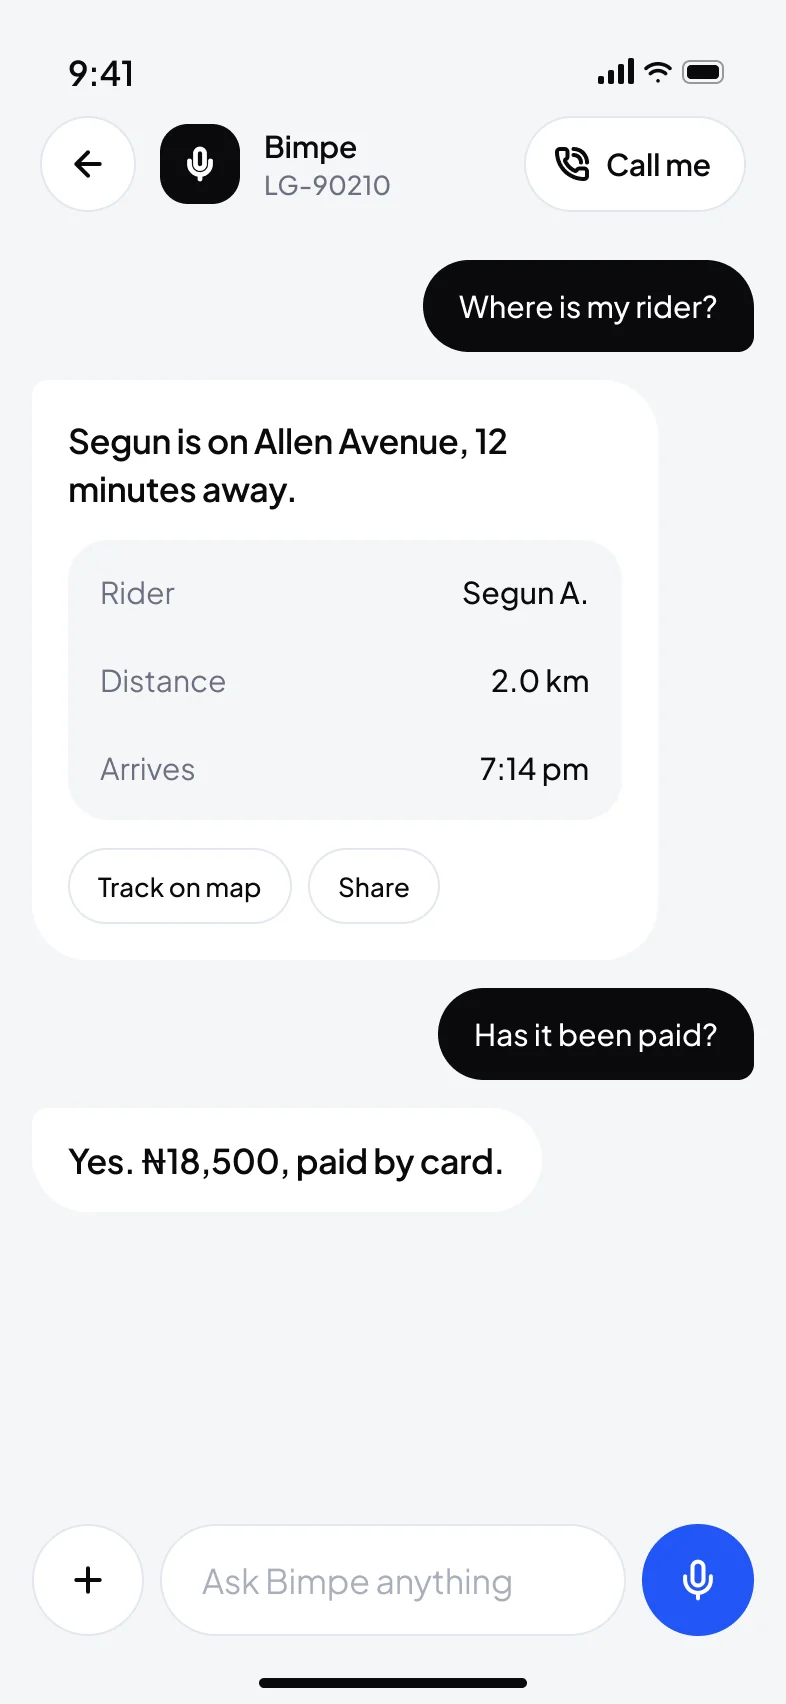 9:41
Bimpe
LG-90210
Call me
Where is my rider?
Segun is on Allen Avenue, 12
minutes away.
Rider Segun A.
Distance 2.0 km
Arrives 7:14 pm
Track on map Share
Has it been paid?
Yes. ₦18,500, paid by card.
Ask Bimpe anything